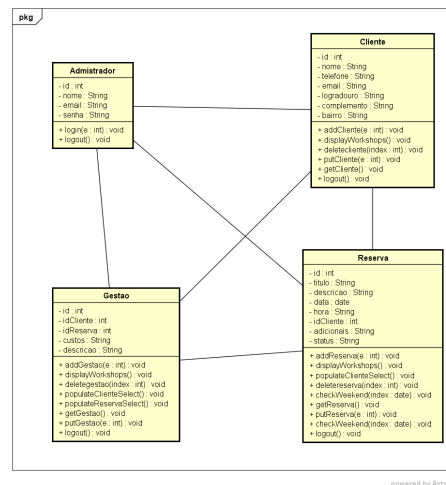 pkg
Admistrador
- id : int
- nome : String
- email : String
- senha : String
+ login(e : int) : void
+ logout() : void
Cliente
- id : int
- nome : String
- telefone : String
- email : String
- logradouro : String
- complemento : String
- bairro : String
+ addCliente(e : int) : void
+ displayWorkshops() : void
+ deletecliente(index : int) : void
+ putCliente(e : int) : void
+ getCliente() : void
+ logout() : void
Gestao
- id : int
- idCliente : int
- idReserva : int
- custos : String
- descricao : String
+ addGestao(e : int) : void
+ displayWorkshops() : void
+ deletegestao(index : int) : void
+ populateClienteSelect() : void
+ populateReservaSelect() : void
+ getGestao() : void
+ putGestao(e : int) : void
+ logout() : void
Reserva
- id : int
- titulo : String
- descricao : String
- data : date
- hora : String
- idCliente : int
- adicionais : String
- status : String
+ addReserva(e : int) : void
+ displayWorkshops() : void
+ populateClienteSelect() : void
+ deletereserva(index : int) : void
+ checkWeekend(index : date) : void
+ getReserva() : void
+ putReserva(e : int) : void
+ checkWeekend(index : date) : void
+ logout() : void
powered by Asta